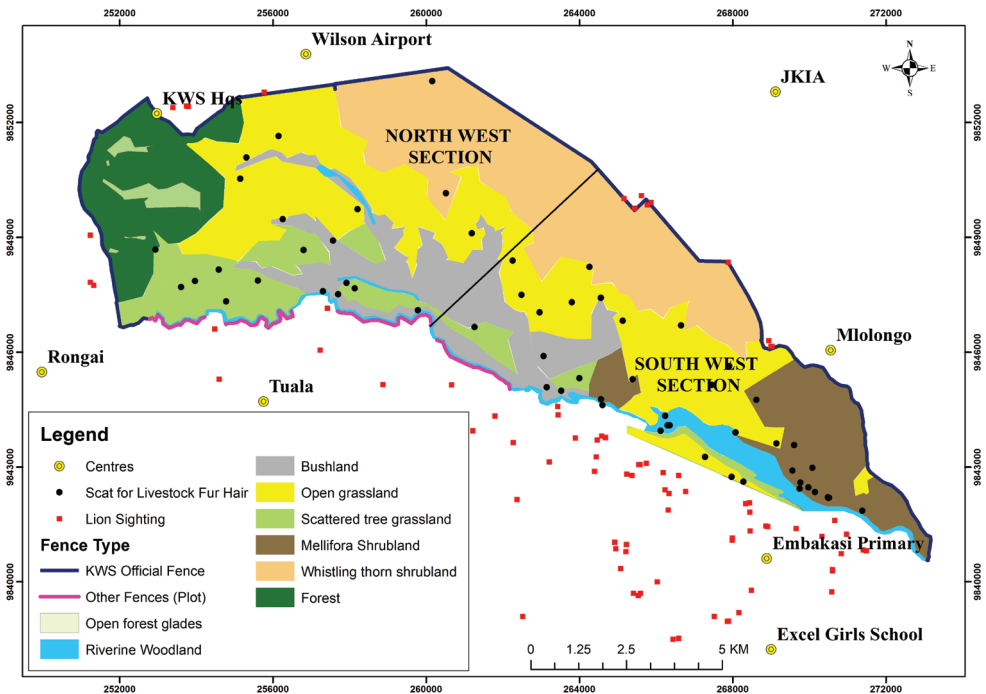 252000
256000
260000
264000
268000
272000
Wilson Airport
N
W
E
S
JKIA
KWS Hqs
9852000
9852000
NORTH WEST
SECTION
9849000
9849000
9846000
9846000
Mlolongo
Rongai
SOUTH WEST
SECTION
Tuala
Legend
Centres
Scat for Livestock Fur Hair
Lion Sighting
Fence Type
KWS Official Fence
Other Fences (Plot)
Open forest glades
Riverine Woodland
Bushland
Open grassland
Scattered tree grassland
Mellifora Shrubland
Whistling thorn shrubland
Forest
9843000
9843000
Embakasi Primary
9840000
9840000
Excel Girls School
0
1.25
2.5
5 KM
252000
256000
260000
264000
268000
272000